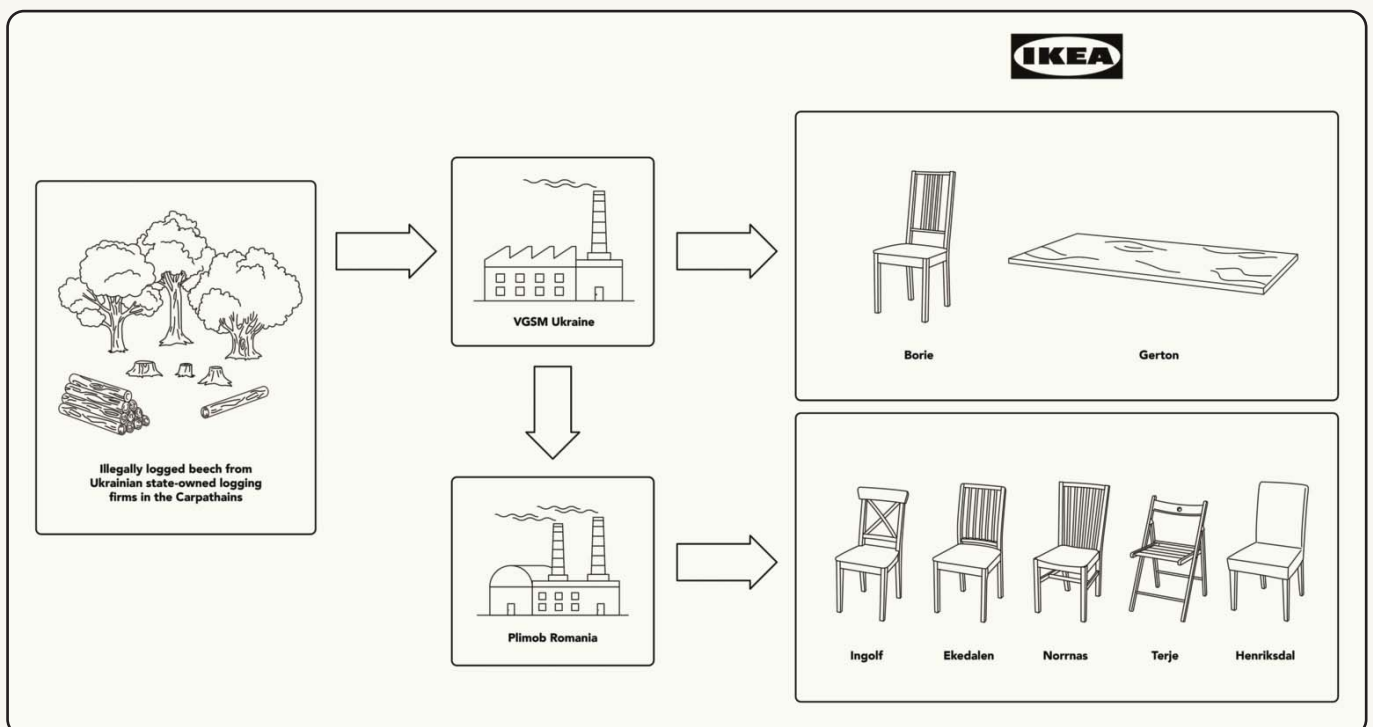 IKEA
Illegally logged beech from
Ukrainian state-owned logging
firms in the Carpathains
VGSM Ukraine
Borie
Gerton
Plimob Romania
Ingolf
Ekedalen
Norrnas
Terje
Henriksdal